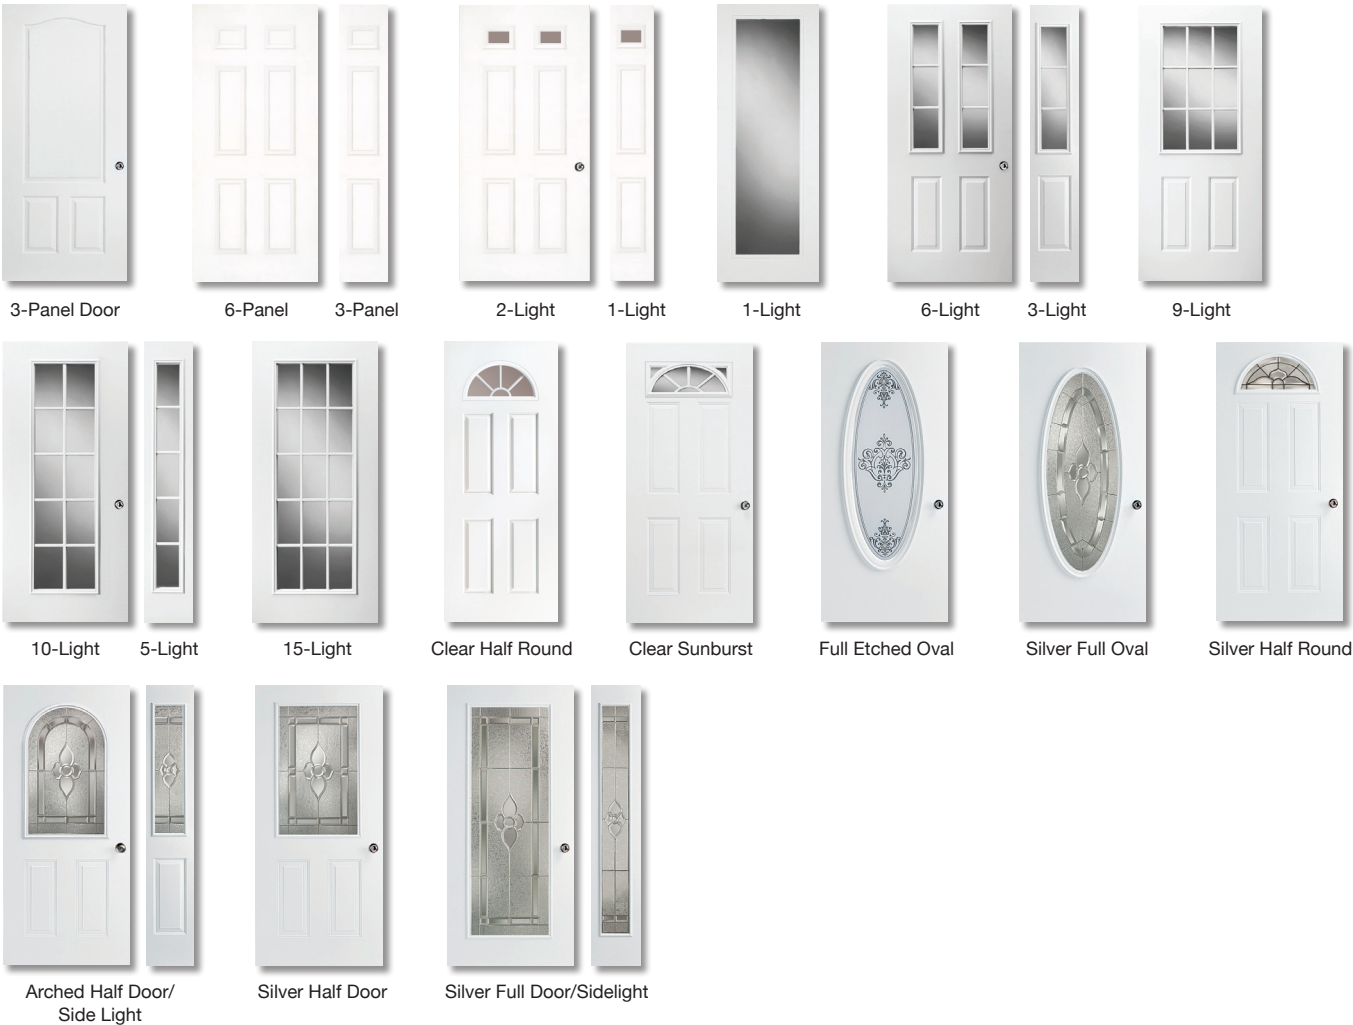 3-Panel Door
6-Panel
3-Panel
2-Light
1-Light
1-Light
6-Light
3-Light
9-Light
10-Light
5-Light
15-Light
Clear Half Round
Clear Sunburst
Full Etched Oval
Silver Full Oval
Silver Half Round
Arched Half Door/
Side Light
Silver Half Door
Silver Full Door/Sidelight